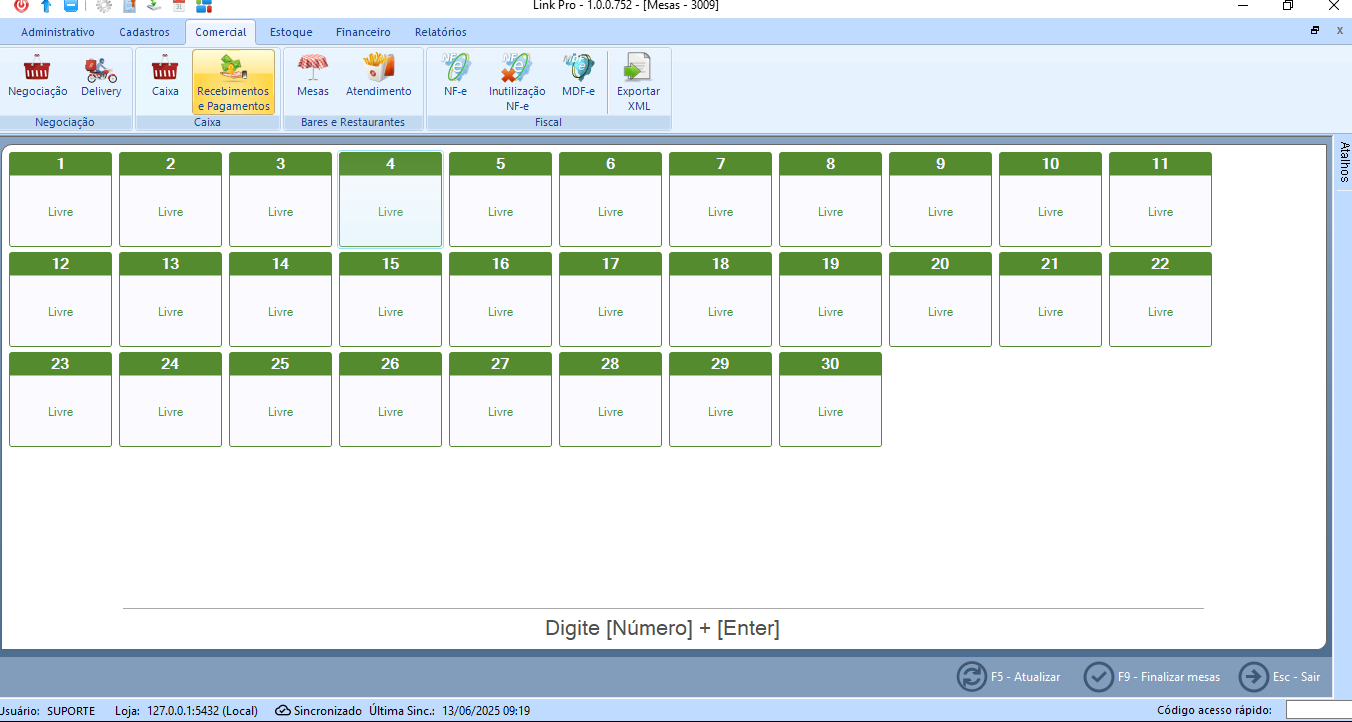 Link Pro - 1.0.0.752 - [Mesas - 3009]
Administrativo Cadastros Comercial Estoque Financeiro Relatórios
Negociação Delivery Caixa Recebimentos e Pagamentos Mesas Atendimento NF-e Inutilização NF-e MDF-e Exportar XML
Negociação Caixa Bares e Restaurantes Fiscal
Atalhos
1 2 3 4 5 6 7 8 9 10 11
Livre Livre Livre Livre Livre Livre Livre Livre Livre Livre Livre
12 13 14 15 16 17 18 19 20 21 22
Livre Livre Livre Livre Livre Livre Livre Livre Livre Livre Livre
23 24 25 26 27 28 29 30
Livre Livre Livre Livre Livre Livre Livre Livre
Digite [Número] + [Enter]
F5 - Atualizar F9 - Finalizar mesas Esc - Sair
Usuário: SUPORTE Loja: 127.0.0.1:5432 (Local) Sincronizado Última Sinc.: 13/06/2025 09:19 Código acesso rápido: